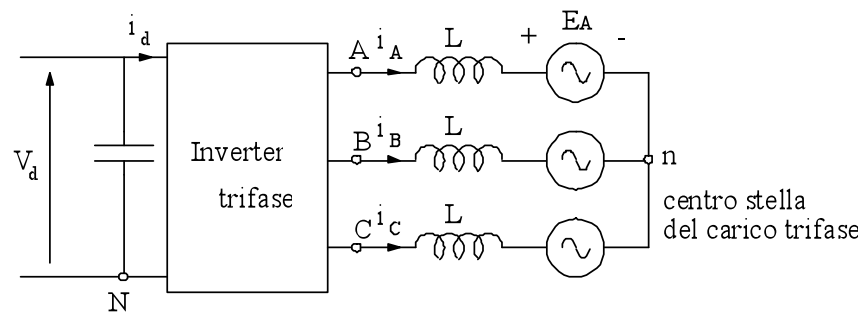 i d
A i A
L
+ E A -
V d
Inverter
trifase
B i B
L
n
centro stella
del carico trifase
C i C
L
N